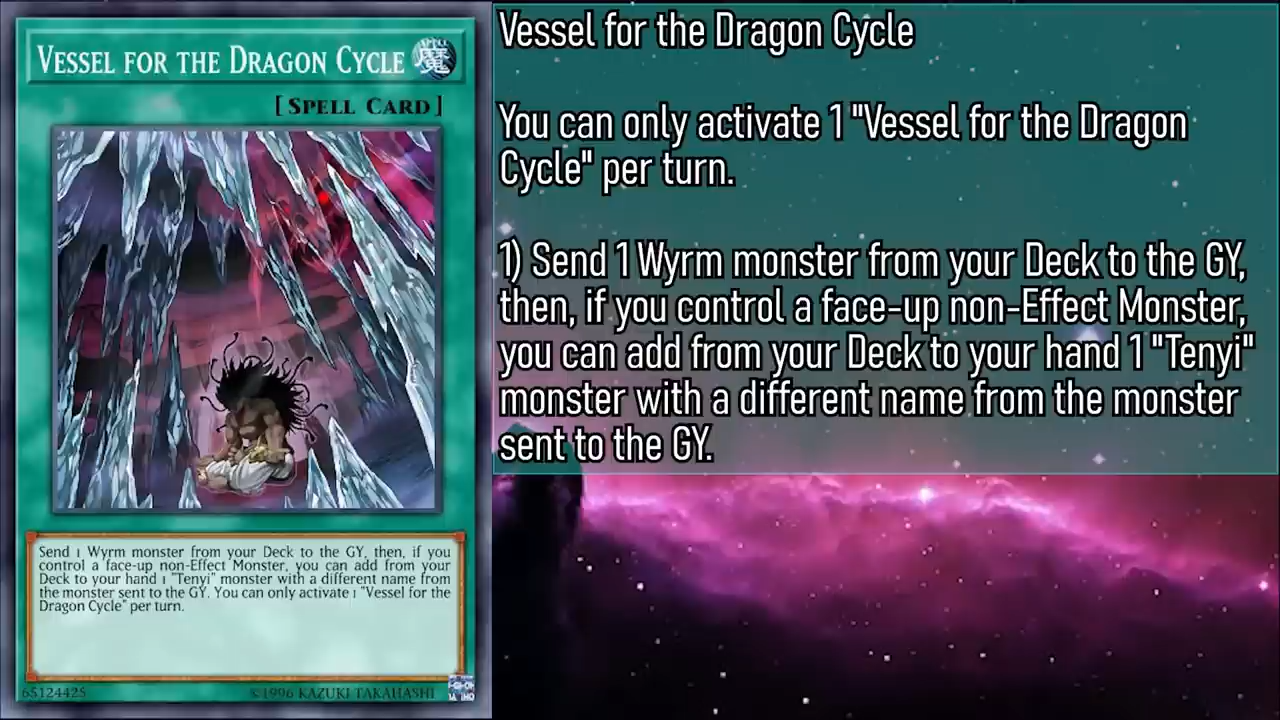 VESSEL FOR THE DRAGON CYCLE 魔
[ SPELL CARD ]
Send 1 Wyrm monster from your Deck to the GY, then, if you
control a face-up non-Effect Monster, you can add from your
Deck to your hand 1 "Tenyi" monster with a different name from
the monster sent to the GY. You can only activate 1 "Vessel for the
Dragon Cycle" per turn.
65124425
©1996 KAZUKI TAKAHASHI
Vessel for the Dragon Cycle
You can only activate 1 "Vessel for the Dragon
Cycle" per turn.
1) Send 1 Wyrm monster from your Deck to the GY,
then, if you control a face-up non-Effect Monster,
you can add from your Deck to your hand 1 "Tenyi"
monster with a different name from the monster
sent to the GY.